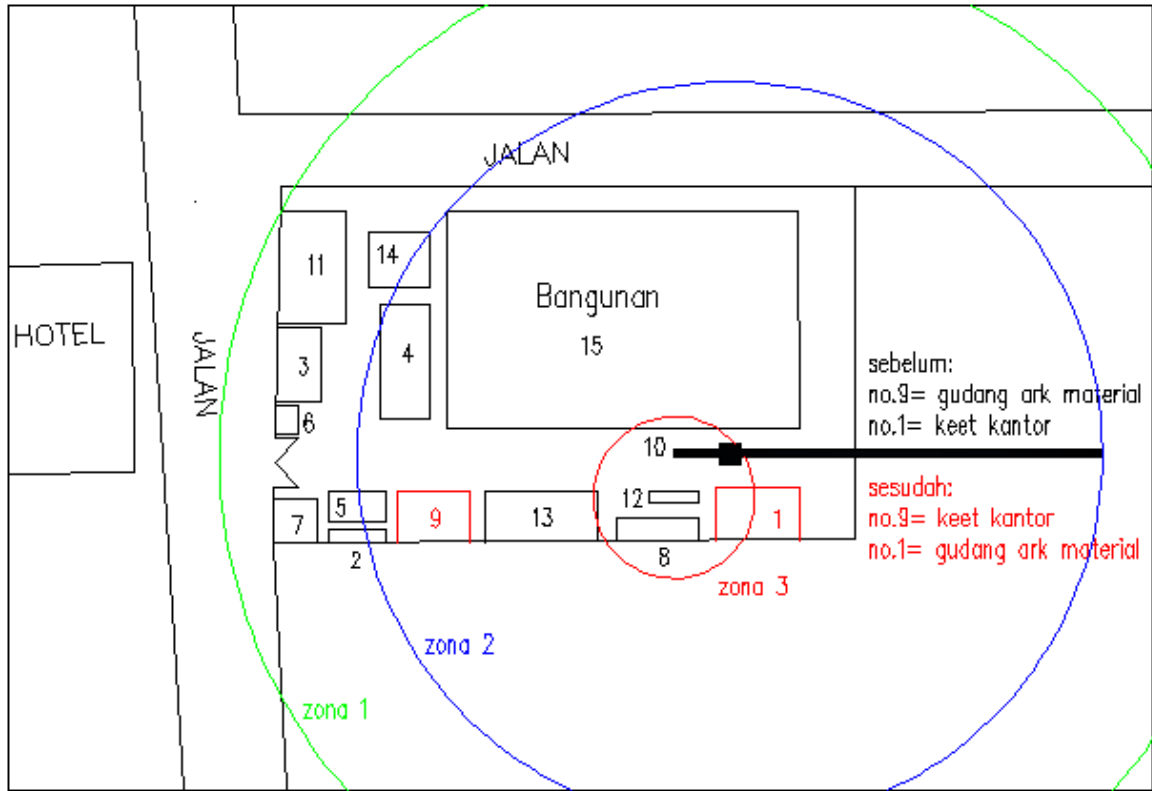 JALAN
11
14
Bangunan
15
HOTEL
JALAN
3
4
6
sebelum:
no.9= gudang ark material
no.1= keet kantor
10
sesudah:
no.9= keet kantor
no.1= gudang ark material
5
7
9
13
12
1
2
8
zona 3
zona 2
zona 1